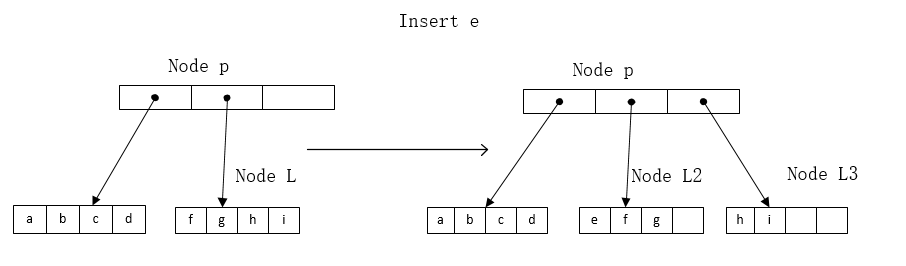 Insert e
Node p
Node L
a b c d
f g h i
Node p
Node L2
Node L3
a b c d
e f g
h i